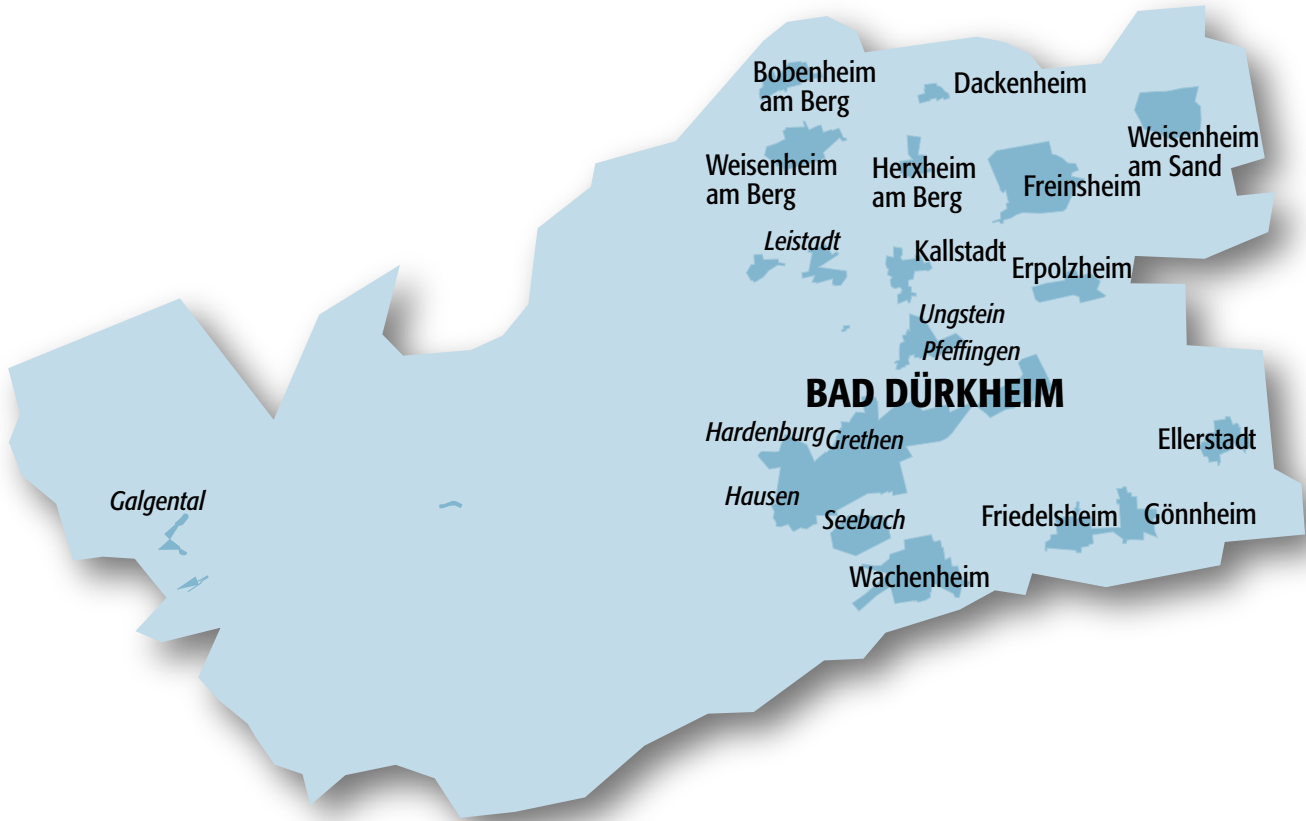 Bobenheim
am Berg
Dackenheim
Weisenheim
am Sand
Weisenheim
am Berg
Herxheim
am Berg
Freinsheim
Leistadt
Kallstadt
Erpolzheim
Ungstein
Pfeffingen
BAD DÜRKHEIM
Hardenburg
Grethen
Ellerstadt
Galgental
Hausen
Seebach
Friedelsheim
Gönnheim
Wachenheim